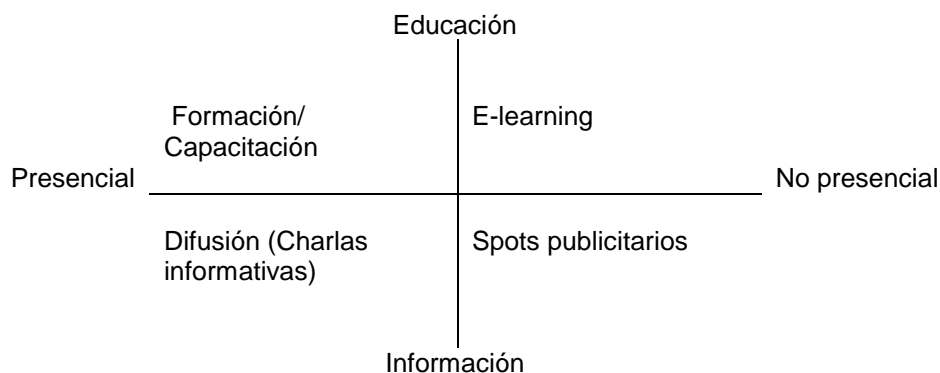 Educación
Formación/
Capacitación
E-learning
Presencial
No presencial
Difusión (Charlas
informativas)
Spots publicitarios
Información